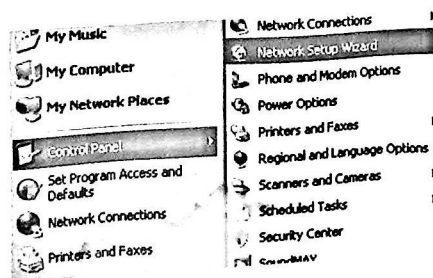 My Music
My Computer
My Network Places
Control Panel
Set Program Access and
Defaults
Network Connections
Printers and Faxes
Network Connections
Network Setup Wizard
Phone and Modem Options
Power Options
Printers and Faxes
Regional and Language Options
Scanners and Cameras
Scheduled Tasks
Security Center
SoundMAX